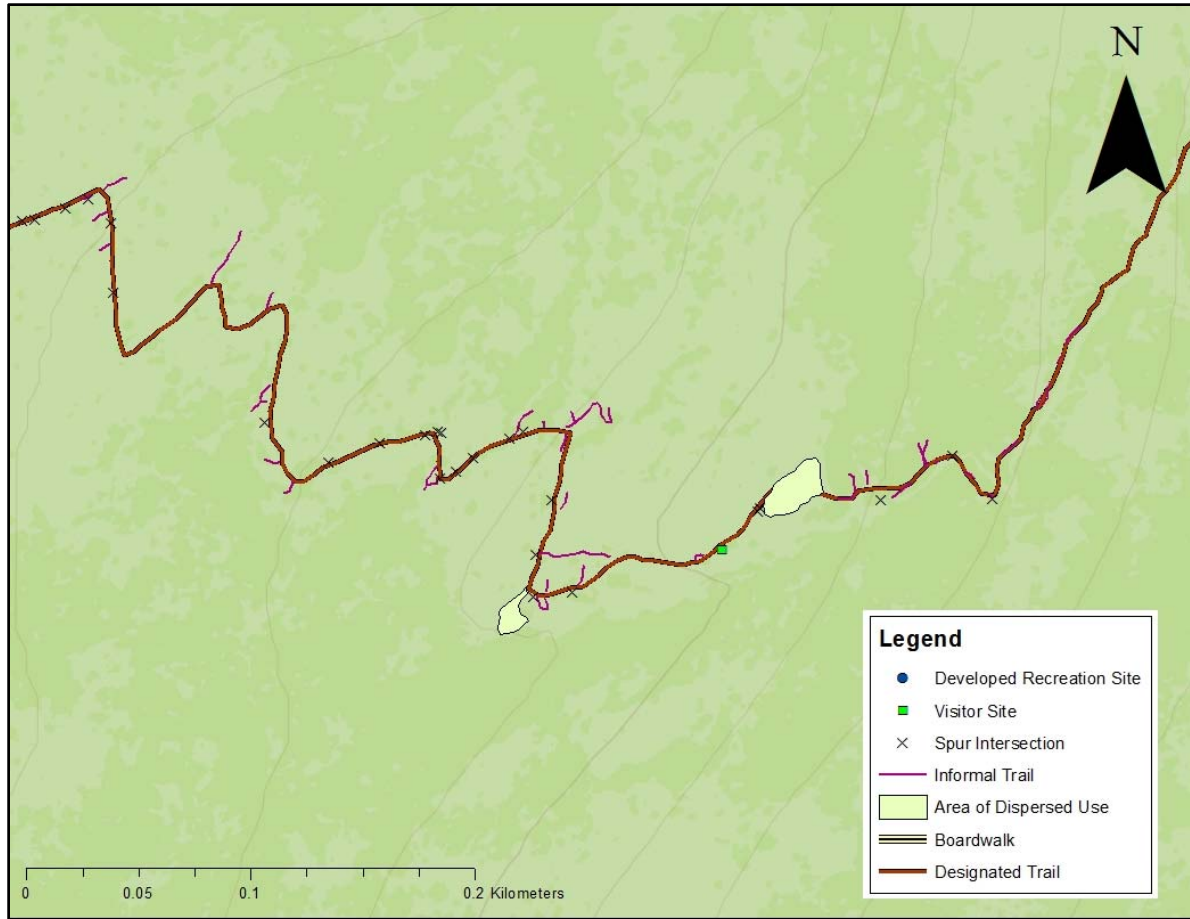 N
Legend
Developed Recreation Site
Visitor Site
Spur Intersection
Informal Trail
Area of Dispersed Use
Boardwalk
Designated Trail
0 0.05 0.1 0.2 Kilometers